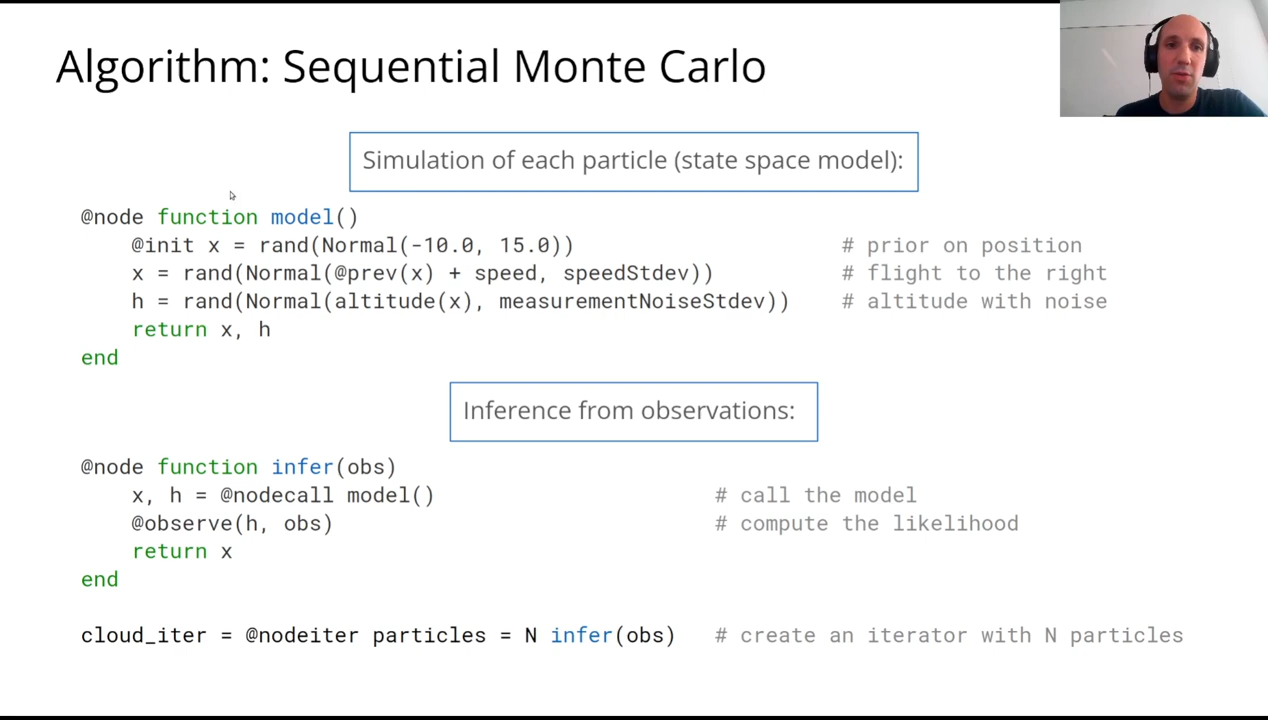 Algorithm: Sequential Monte Carlo
Simulation of each particle (state space model):
@node function model()
@init x = rand(Normal(-10.0, 15.0)) # prior on position
x = rand(Normal(@prev(x) + speed, speedStdev)) # flight to the right
h = rand(Normal(altitude(x), measurementNoiseStdev)) # altitude with noise
return x, h
end
Inference from observations:
@node function infer(obs)
x, h = @nodecall model() # call the model
@observe(h, obs) # compute the likelihood
return x
end
cloud_iter = @nodeiter particles = N infer(obs) # create an iterator with N particles